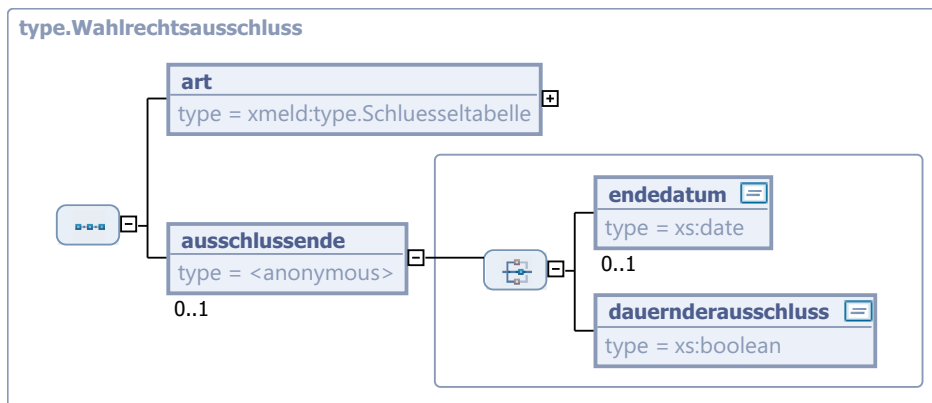 type.Wahlrechtsausschluss
art
type = xmeld:type.Schluesseltabelle
ausschlussende
type = <anonymous>
0..1
endedatum
type = xs:date
0..1
dauernderausschluss
type = xs:boolean